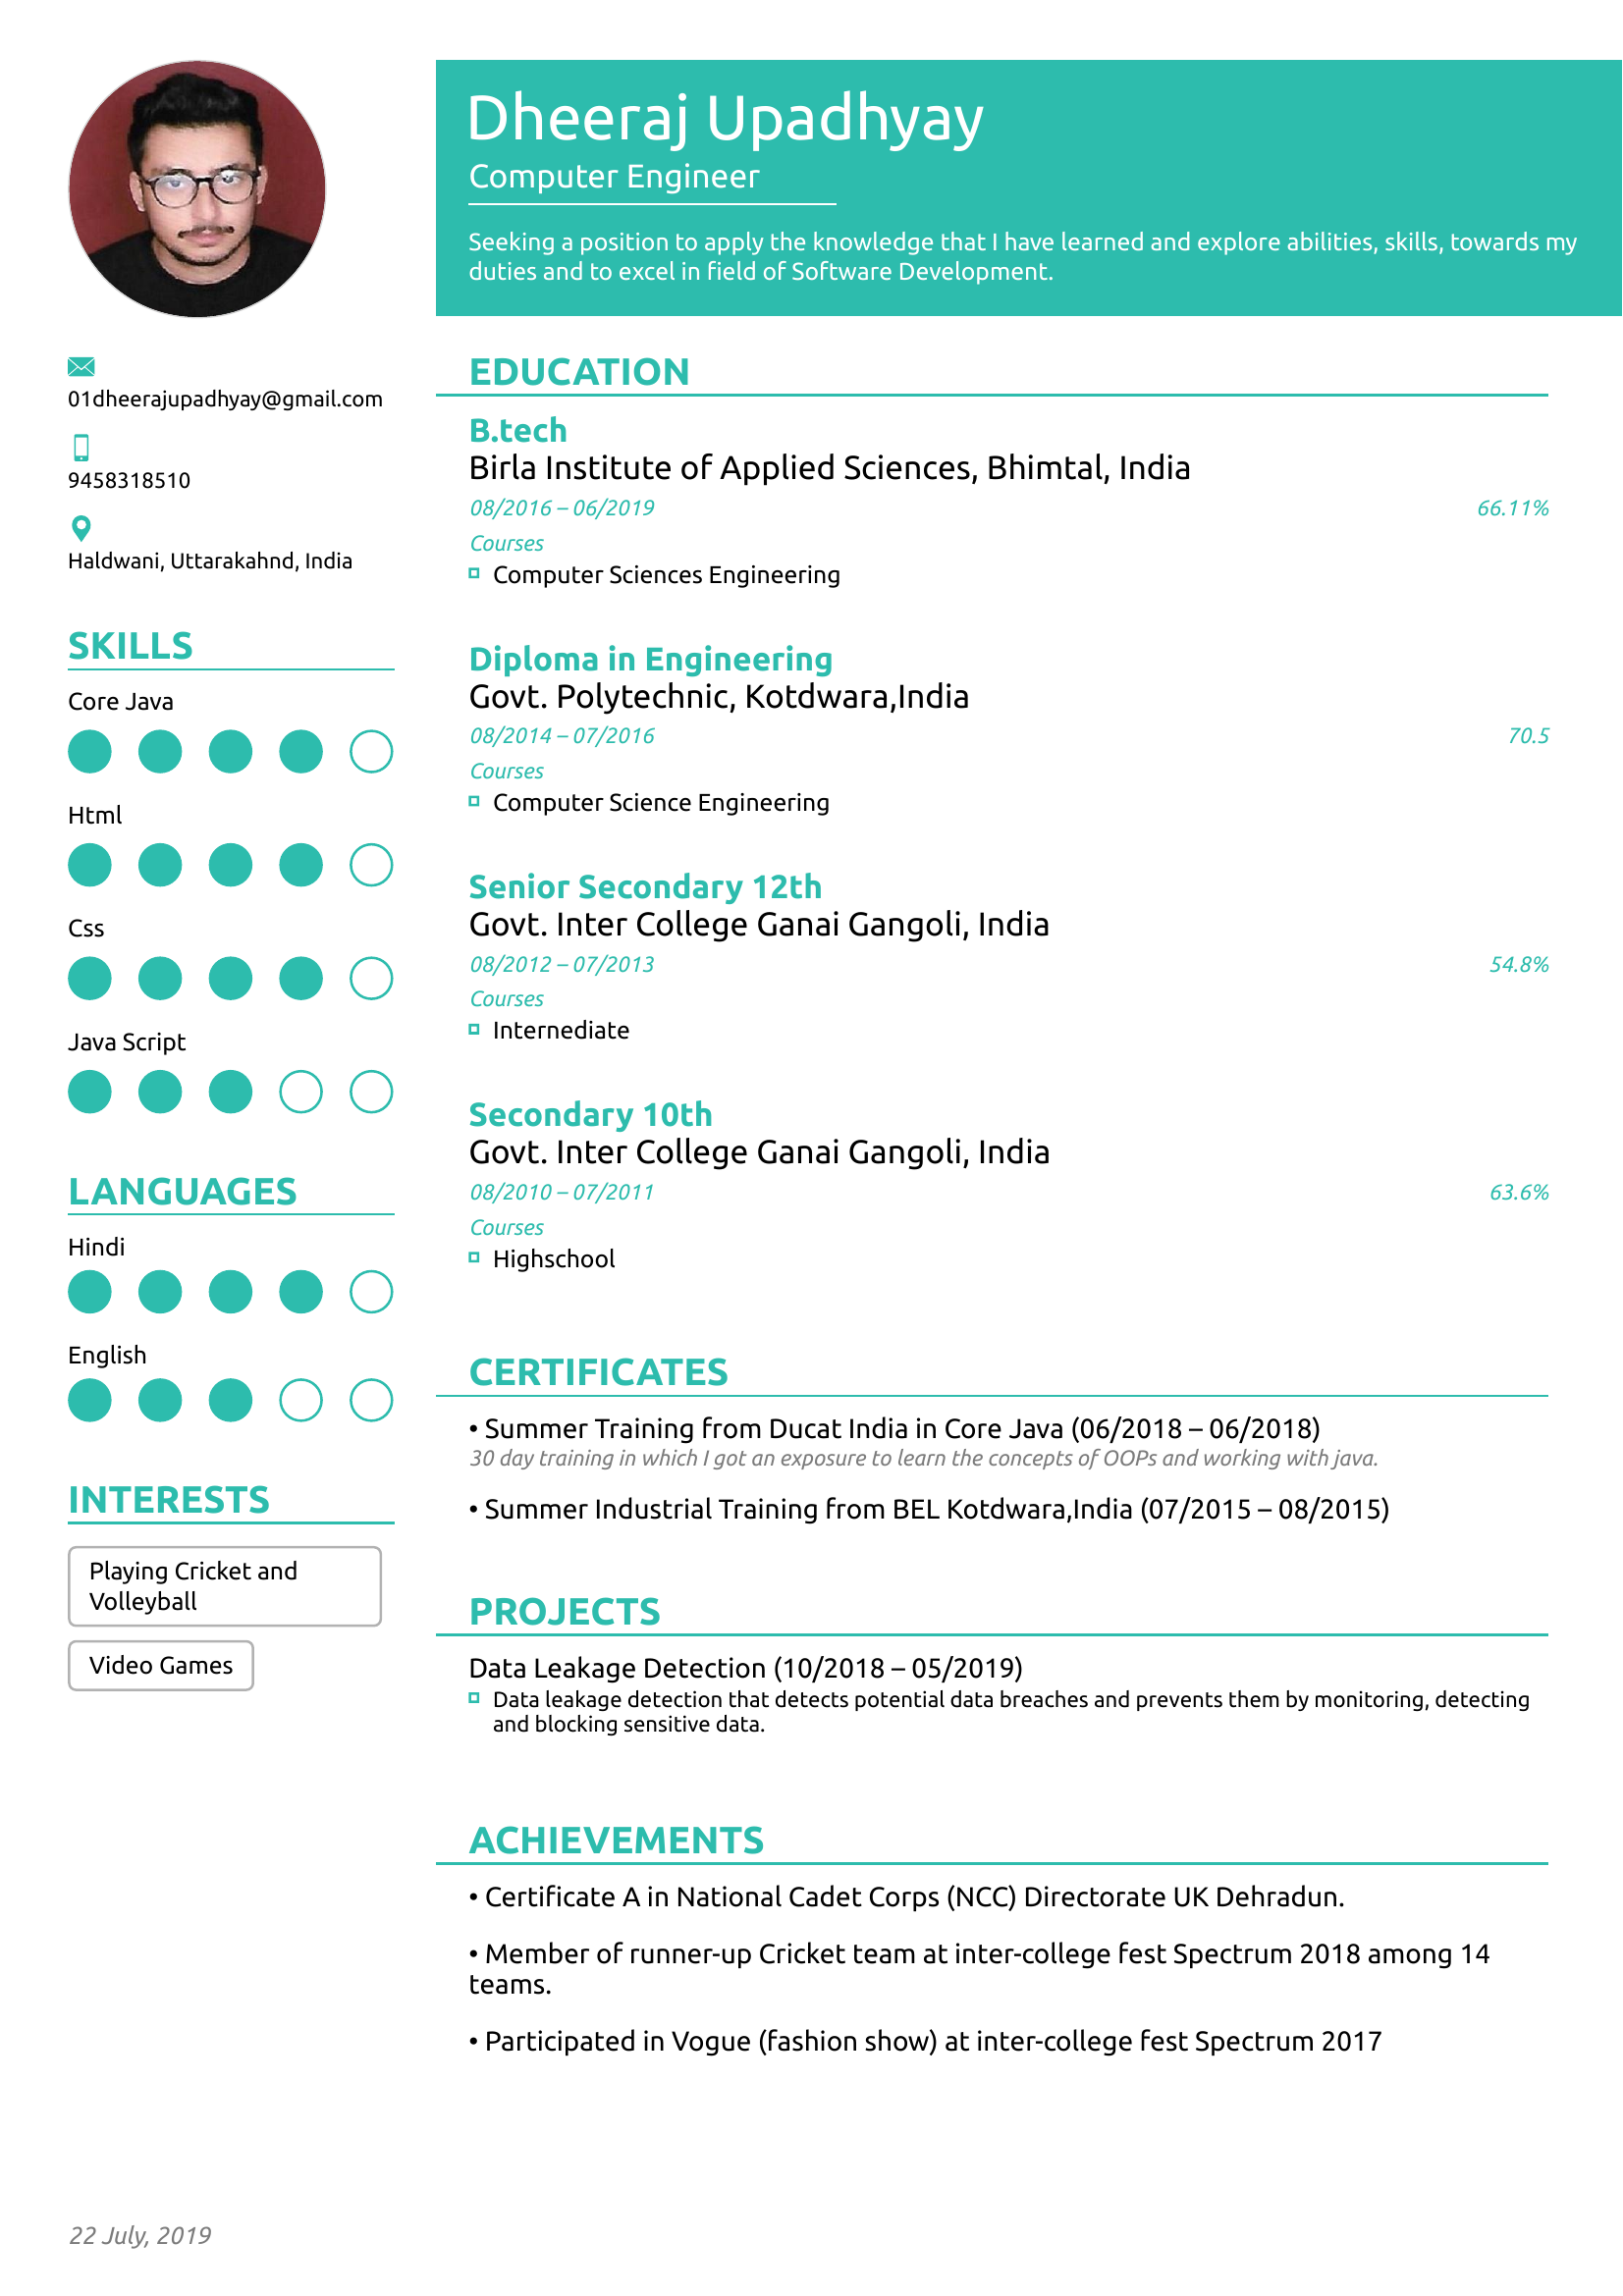 Dheeraj Upadhyay
Computer Engineer
Seeking a position to apply the knowledge that I have learned and explore abilities, skills, towards my
duties and to excel in field of Software Development.
01dheerajupadhyay@gmail.com
9458318510
Haldwani, Uttarakahnd, India
SKILLS
Core Java
Html
Css
Java Script
LANGUAGES
Hindi
English
INTERESTS
Playing Cricket and
Volleyball
Video Games
EDUCATION
B.tech
Birla Institute of Applied Sciences, Bhimtal, India
08/2016 – 06/2019 66.11%
Courses
Computer Sciences Engineering
Diploma in Engineering
Govt. Polytechnic, Kotdwara,India
08/2014 – 07/2016 70.5
Courses
Computer Science Engineering
Senior Secondary 12th
Govt. Inter College Ganai Gangoli, India
08/2012 – 07/2013 54.8%
Courses
Internediate
Secondary 10th
Govt. Inter College Ganai Gangoli, India
08/2010 – 07/2011 63.6%
Courses
Highschool
CERTIFICATES
• Summer Training from Ducat India in Core Java (06/2018 – 06/2018)
30 day training in which I got an exposure to learn the concepts of OOPs and working with java.
• Summer Industrial Training from BEL Kotdwara,India (07/2015 – 08/2015)
PROJECTS
Data Leakage Detection (10/2018 – 05/2019)
Data leakage detection that detects potential data breaches and prevents them by monitoring, detecting
and blocking sensitive data.
ACHIEVEMENTS
• Certificate A in National Cadet Corps (NCC) Directorate UK Dehradun.
• Member of runner-up Cricket team at inter-college fest Spectrum 2018 among 14
teams.
• Participated in Vogue (fashion show) at inter-college fest Spectrum 2017
22 July, 2019